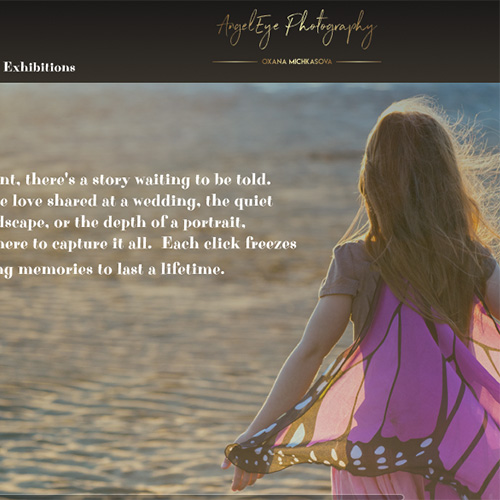 AngelEye Photography
OXANA MICHKASOVA
Exhibitions
nt, there's a story waiting to be told.
e love shared at a wedding, the quiet
dscape, or the depth of a portrait,
here to capture it all. Each click freezes
ng memories to last a lifetime.